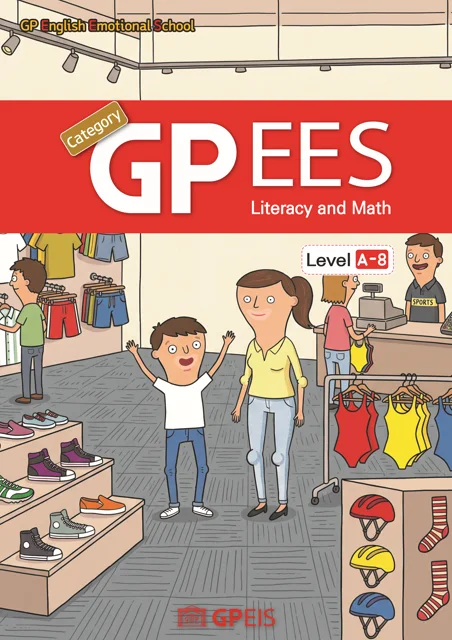 GP English Emotional School
Category
GP EES
Literacy and Math
Level A-8
SPORTS
GPEIS